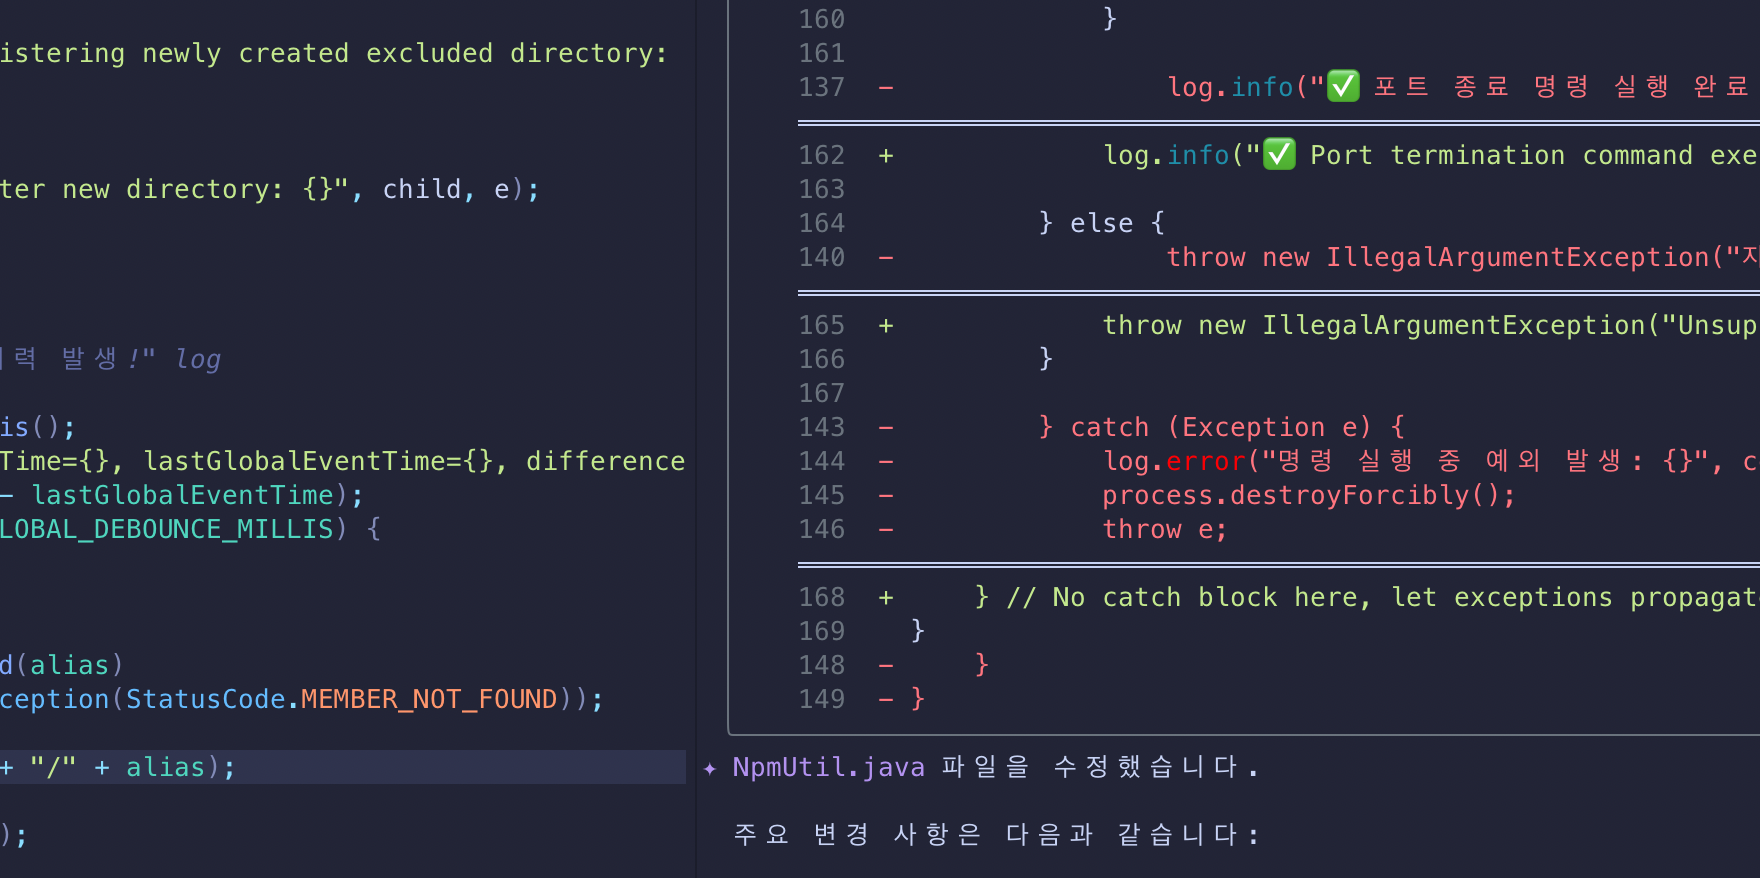 istering newly created excluded directory:
ter new directory: {}", child, e);
력 발생!" log
is();
Time={}, lastGlobalEventTime={}, difference
- lastGlobalEventTime);
LOBAL_DEBOUNCE_MILLIS) {
d(alias)
ception(StatusCode.MEMBER_NOT_FOUND));
+ "/" + alias);
);
160 }
161
137 - log.info("✅ 포트 종료 명령 실행 완료
162 + log.info("✅ Port termination command exe
163
164 } else {
140 - throw new IllegalArgumentException("지
165 + throw new IllegalArgumentException("Unsup
166 }
167
143 - } catch (Exception e) {
144 - log.error("명령 실행 중 예외 발생: {}", c
145 - process.destroyForcibly();
146 - throw e;
168 + } // No catch block here, let exceptions propagat
169 }
148 - }
149 - }
✦ NpmUtil.java 파일을 수정했습니다.
주요 변경 사항은 다음과 같습니다: